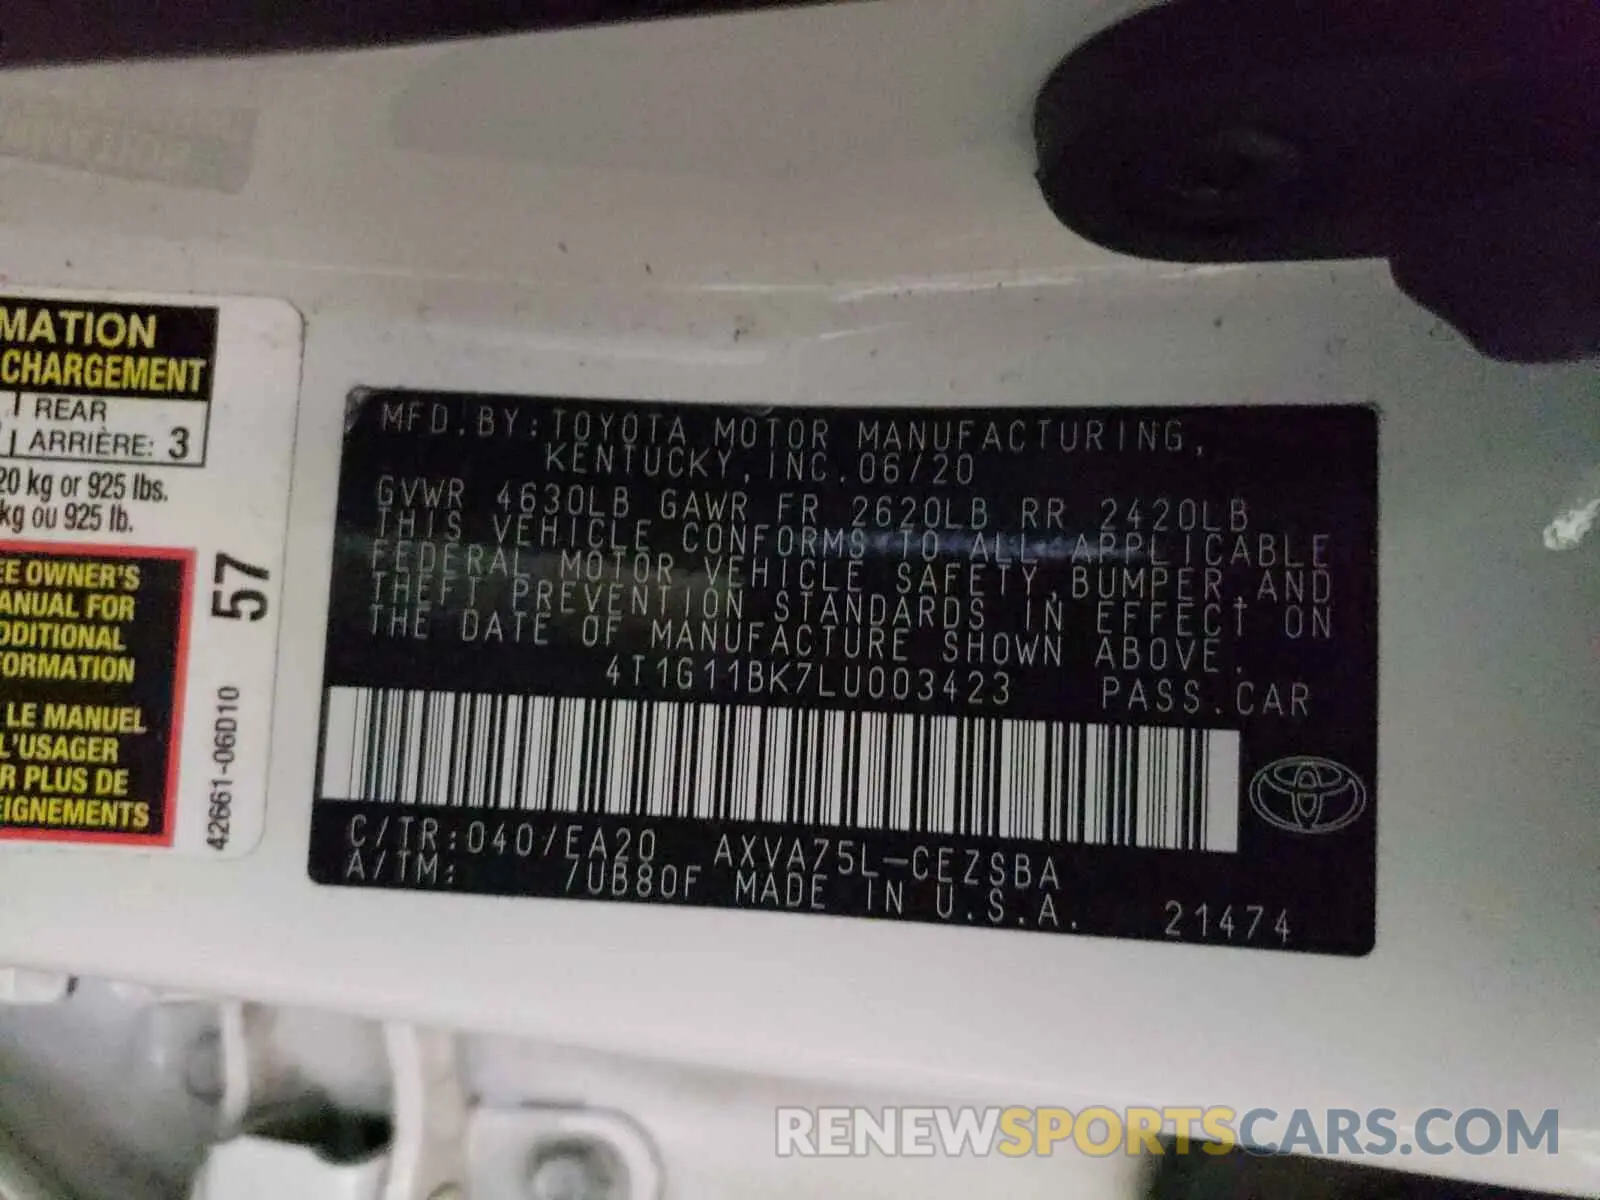 MATION
CHARGEMENT
REAR
ARRIÈRE: 3
20 kg or 925 lbs.
kg ou 925 lb.
EE OWNER'S
ANUAL FOR
DDITIONAL
FORMATION
LE MANUEL
L'USAGER
R PLUS DE
EIGNEMENTS
57
42661-06D10
MFD.BY:TOYOTA MOTOR MANUFACTURING,
KENTUCKY,INC.06/20
GVWR 4630LB GAWR FR 2620LB RR 2420LB
THIS VEHICLE CONFORMS TO ALL APPLICABLE
FEDERAL MOTOR VEHICLE SAFETY,BUMPER,AND
THEFT PREVENTION STANDARDS IN EFFECT ON
THE DATE OF MANUFACTURE SHOWN ABOVE.
4T1G11BK7LU003423 PASS.CAR
C/TR:040/EA20 AXVA75L-CEZSBA
A/TM: 7UB80F MADE IN U.S.A. 21474
RENEWSPORTSCARS.COM